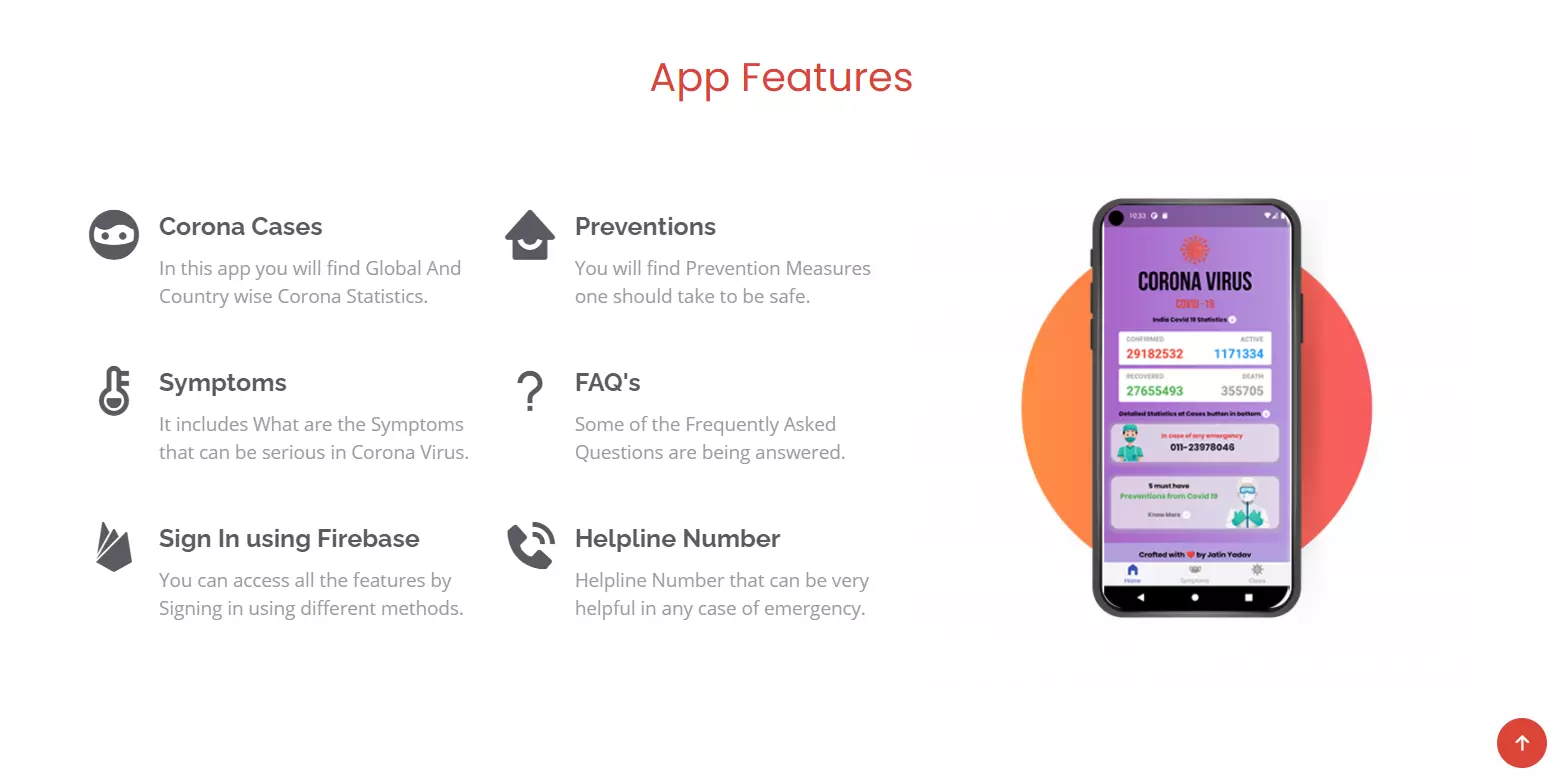 App Features
Corona Cases
In this app you will find Global And
Country wise Corona Statistics.
Preventions
You will find Prevention Measures
one should take to be safe.
Symptoms
It includes What are the Symptoms
that can be serious in Corona Virus.
FAQ's
Some of the Frequently Asked
Questions are being answered.
Sign In using Firebase
You can access all the features by
Signing in using different methods.
Helpline Number
Helpline Number that can be very
helpful in any case of emergency.
10:33
CORONA VIRUS
COVID - 19
India Covid 19 Statistics
CONFIRMED ACTIVE
29182532 1171334
RECOVERED DEATH
27655493 355705
Detailed Statistics at Cases button in bottom
In case of any emergency
011-23978046
5 must have
Preventions from Covid 19
Know More
Crafted with ❤ by Jatin Yadav
Home Symptoms Cases